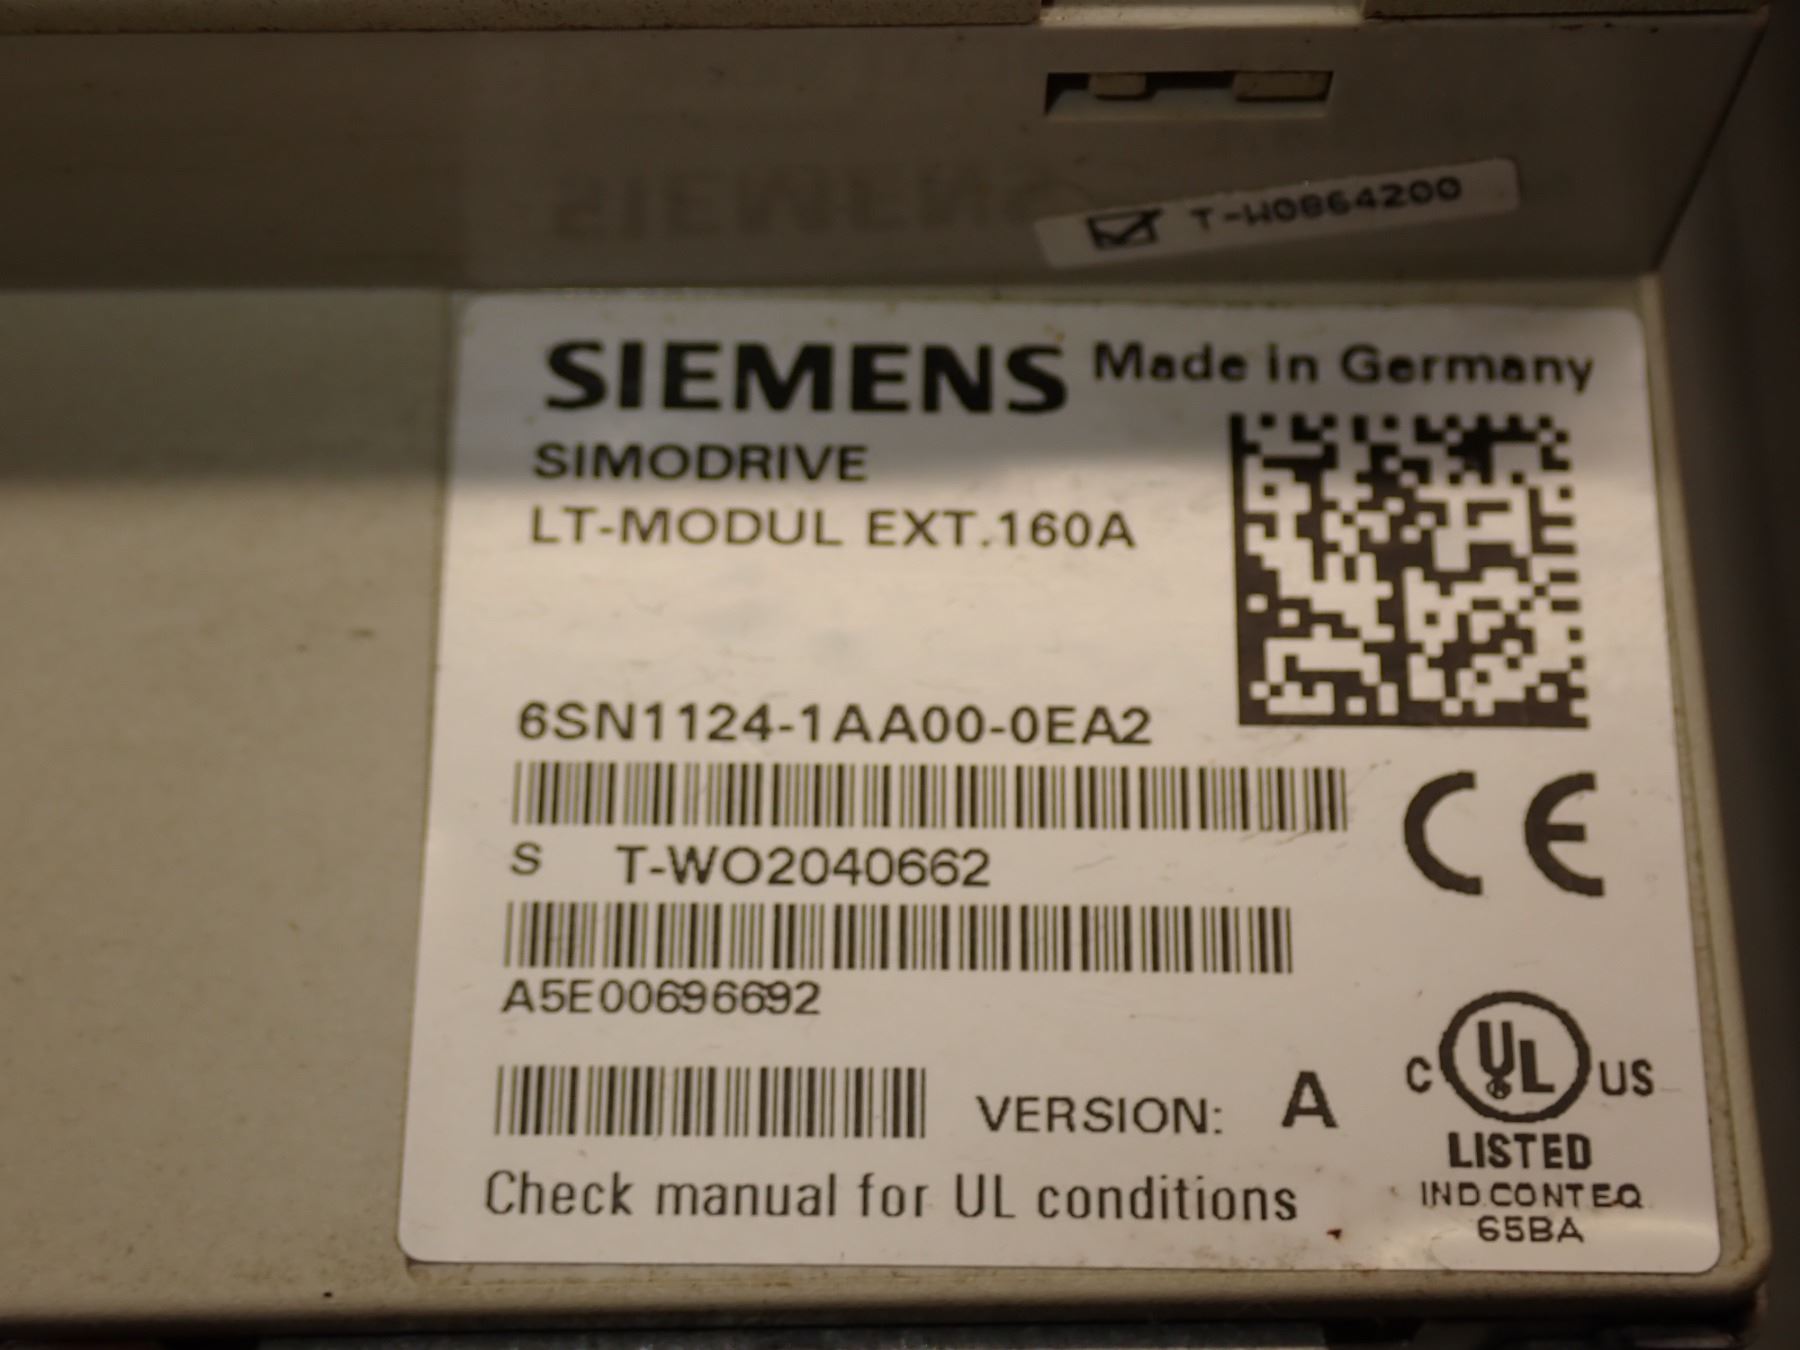 T-W0864200
SIEMENS Made in Germany
SIMODRIVE
LT-MODUL EXT.160A
6SN1124-1AA00-0EA2
S T-WO2040662
A5E00696692
VERSION: A
C UL US
LISTED
IND.CONT.EQ.
65BA
Check manual for UL conditions
CE